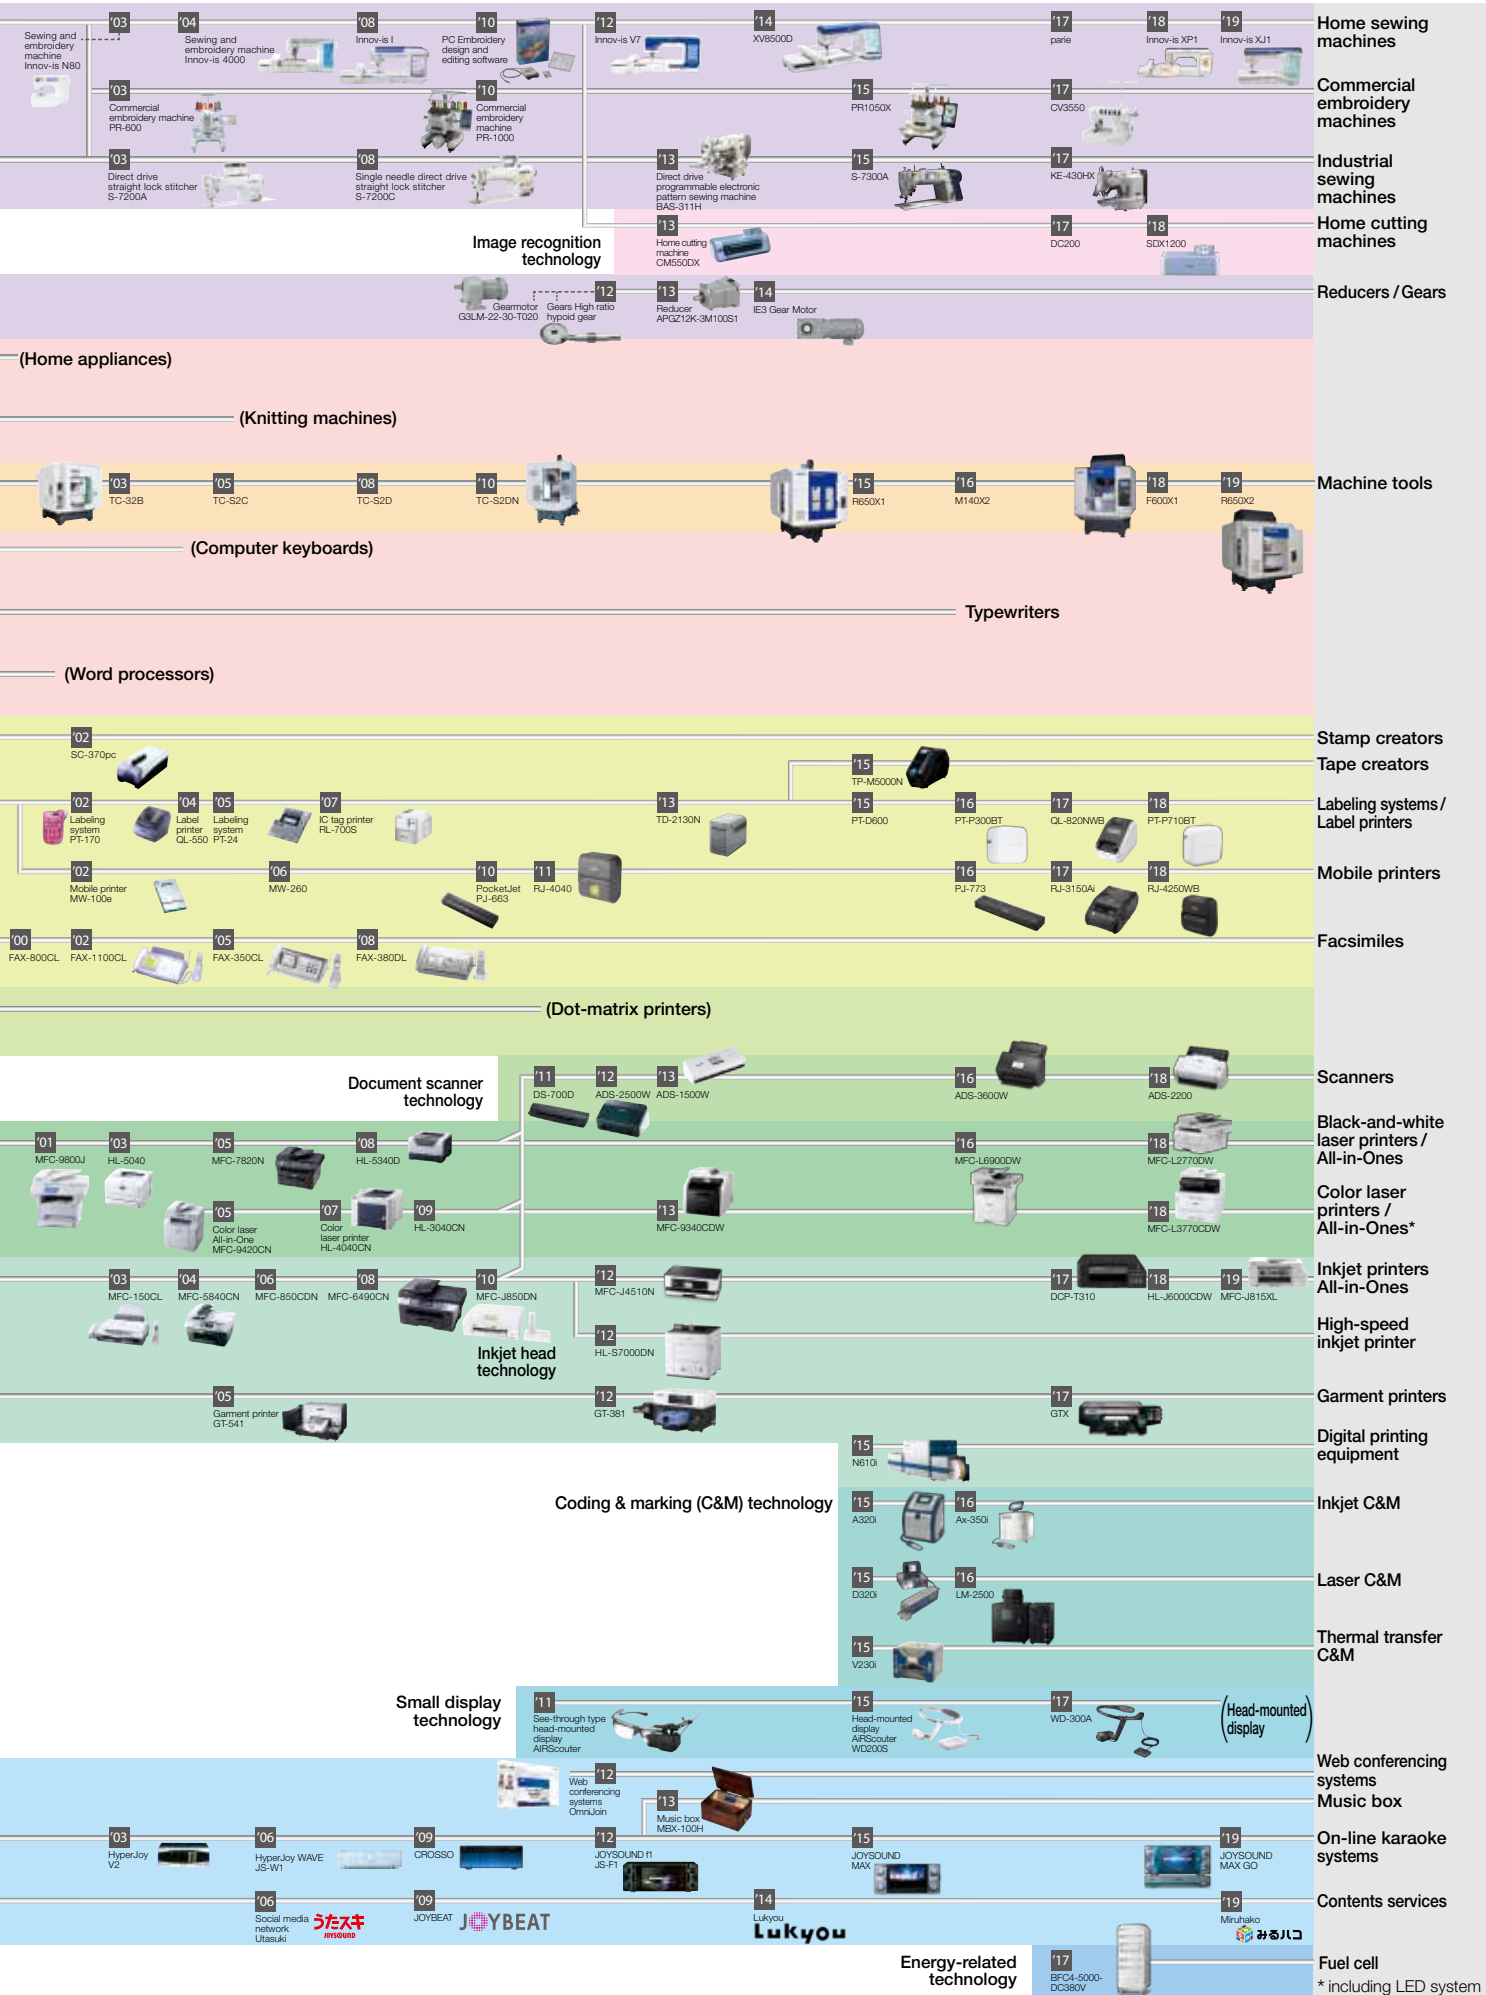 '03
'04
'08
'10
'12
'14
'17
'18
'19
Home sewing
machines
Sewing and
embroidery
machine
Innov-is N80
Sewing and
embroidery machine
Innov-is 4000
Innov-is I
PC Embroidery
design and
editing software
Innov-is V7
XV8500D
parie
Innov-is XP1
Innov-is XJ1
'03
'10
'15
'17
Commercial
embroidery
machines
Commercial
embroidery machine
PR-600
Commercial
embroidery
machine
PR-1000
PR1050X
CV3550
'03
'08
'13
'15
'17
Industrial
sewing
machines
Direct drive
straight lock stitcher
S-7200A
Single needle direct drive
straight lock stitcher
S-7200C
Direct drive
programmable electronic
pattern sewing machine
BAS-311H
S-7300A
KE-430HX
Image recognition
technology
'13
'17
'18
Home cutting
machines
Home cutting
machine
CM550DX
DC200
SDX1200
'12
'13
'14
Reducers / Gears
Gearmotor
G3LM-22-30-T020
Gears High ratio
hypoid gear
Reducer
APGZ12K-3M100S1
IE3 Gear Motor
(Home appliances)
(Knitting machines)
'03
'05
'08
'10
'15
'16
'18
'19
Machine tools
TC-32B
TC-S2C
TC-S2D
TC-S2DN
R650X1
M140X2
F600X1
R650X2
(Computer keyboards)
Typewriters
(Word processors)
'02
Stamp creators
SC-370pc
'15
Tape creators
TP-M5000N
'02
'04
'05
'07
'13
'15
'16
'17
'18
Labeling systems /
Label printers
Labeling
system
PT-170
Label
printer
QL-550
Labeling
system
PT-24
IC tag printer
RL-700S
TD-2130N
PT-D600
PT-P300BT
QL-820NWB
PT-P710BT
'02
'06
'10
'11
'16
'17
'18
Mobile printers
Mobile printer
MW-100e
MW-260
PocketJet
PJ-663
RJ-4040
PJ-773
RJ-3150Ai
RJ-4250WB
'00
'02
'05
'08
Facsimiles
FAX-800CL
FAX-1100CL
FAX-350CL
FAX-380DL
(Dot-matrix printers)
Document scanner
technology
'11
'12
'13
'16
'18
Scanners
DS-700D
ADS-2500W
ADS-1500W
ADS-3600W
ADS-2200
'01
'03
'05
'08
'16
'18
Black-and-white
laser printers /
All-in-Ones
MFC-9800J
HL-5040
MFC-7820N
HL-5340D
MFC-L6900DW
MFC-L2770DW
'05
'07
'09
'13
'18
Color laser
printers /
All-in-Ones*
Color laser
All-in-One
MFC-9420CN
Color
laser printer
HL-4040CN
HL-3040CN
MFC-9340CDW
MFC-L3770CDW
'03
'04
'06
'08
'10
'12
'17
'18
'19
Inkjet printers
All-in-Ones
MFC-150CL
MFC-5840CN
MFC-850CDN
MFC-6490CN
MFC-J850DN
MFC-J4510N
DCP-T310
HL-J6000CDW
MFC-J815XL
Inkjet head
technology
'12
High-speed
inkjet printer
HL-S7000DN
'05
'12
'17
Garment printers
Garment printer
GT-541
GT-381
GTX
'15
Digital printing
equipment
N610i
Coding & marking (C&M) technology
'15
'16
Inkjet C&M
A320i
Ax-350i
'15
'16
Laser C&M
D320i
LM-2500
'15
Thermal transfer
C&M
V230i
Small display
technology
'11
'15
'17
(Head-mounted
display)
See-through type
head-mounted
display
AIRScouter
Head-mounted
display
AiRScouter
WD200S
WD-300A
'12
Web conferencing
systems
Web
conferencing
systems
OmniJoin
'13
Music box
Music box
MBX-100H
'03
'06
'09
'12
'15
'19
On-line karaoke
systems
HyperJoy
V2
HyperJoy WAVE
JS-W1
CROSSO
JOYSOUND f1
JS-F1
JOYSOUND
MAX
JOYSOUND
MAX GO
'06
'09
'14
'19
Contents services
Social media
network
Utasuki
うたスキ
JOYSOUND
JOYBEAT
JOYBEAT
Lukyou
Lukyou
Miruhako
みるハコ
Energy-related
technology
'17
Fuel cell
BFC4-5000-
DC380V
* including LED system